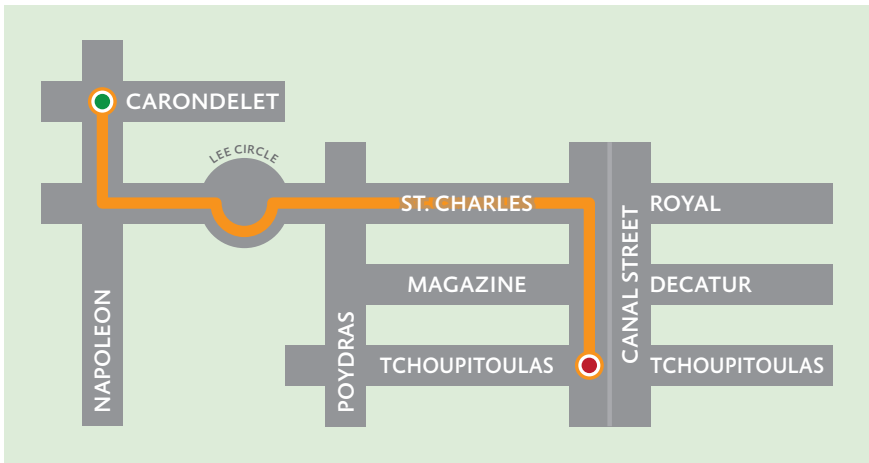 CARONDELET
LEE CIRCLE
ST. CHARLES
ROYAL
MAGAZINE
DECATUR
TCHOUPITOULAS
TCHOUPITOULAS
NAPOLEON
POYDRAS
CANAL STREET